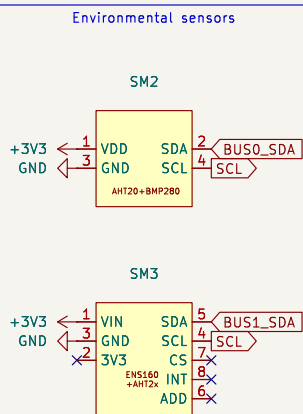 Environmental sensors
SM2
+3V3 1 VDD SDA 2 BUS0_SDA
GND 3 GND SCL 4 SCL
AHT20+BMP280
SM3
+3V3 1 VIN SDA 5 BUS1_SDA
GND 3 GND SCL 4 SCL
2 3V3 CS 7
ENS160
+AHT2x
INT 8
ADD 6